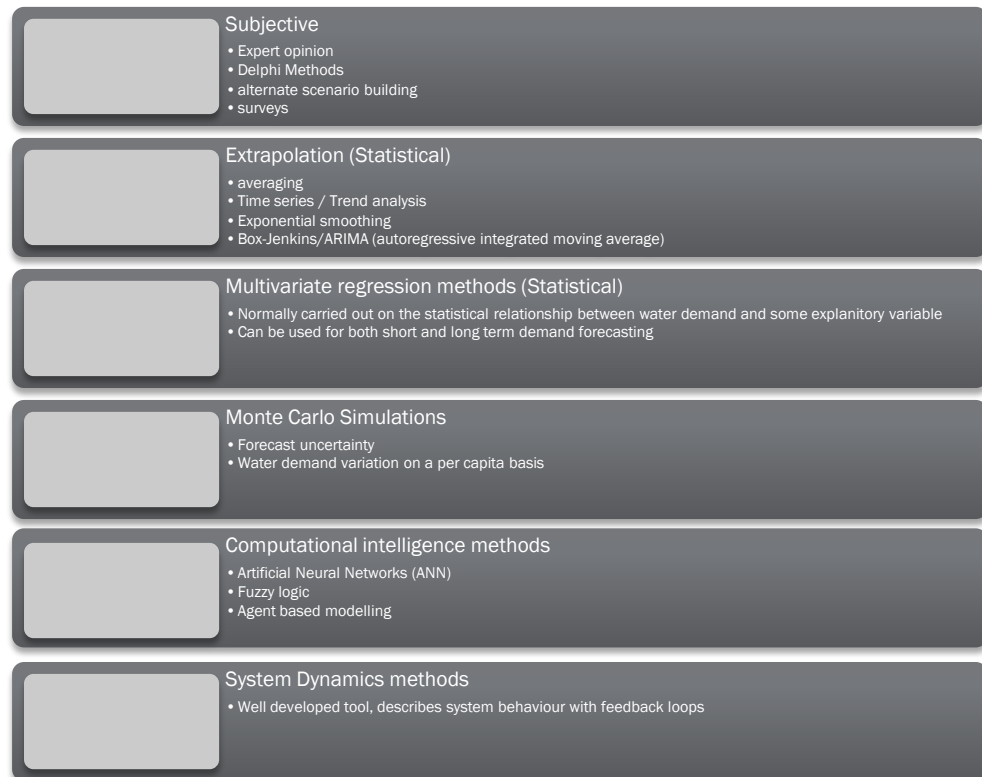 Subjective
• Expert opinion
• Delphi Methods
• alternate scenario building
• surveys
Extrapolation (Statistical)
• averaging
• Time series / Trend analysis
• Exponential smoothing
• Box-Jenkins/ARIMA (autoregressive integrated moving average)
Multivariate regression methods (Statistical)
• Normally carried out on the statistical relationship between water demand and some explanitory variable
• Can be used for both short and long term demand forecasting
Monte Carlo Simulations
• Forecast uncertainty
• Water demand variation on a per capita basis
Computational intelligence methods
• Artificial Neural Networks (ANN)
• Fuzzy logic
• Agent based modelling
System Dynamics methods
• Well developed tool, describes system behaviour with feedback loops